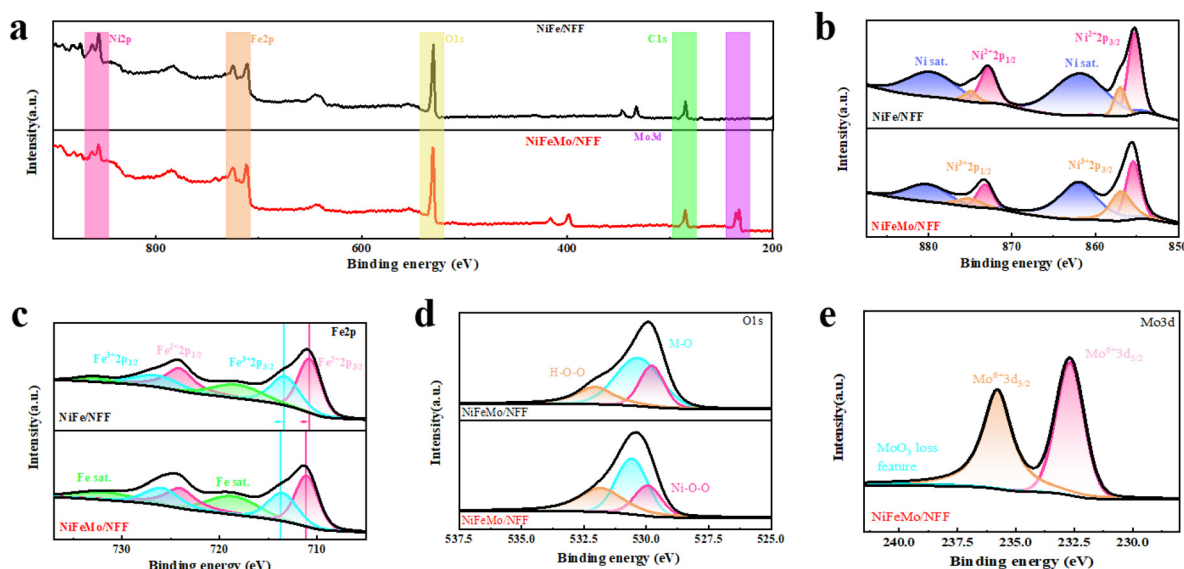 a
Ni2p
Fe2p
O1s
NiFe/NFF
C1s
NiFeMo/NFF
Mo3d
Intensity(a.u.)
800
600
400
200
Binding energy (eV)
b
Ni sat.
Ni²⁺2p₁/₂
Ni sat.
Ni²⁺2p₃/₂
NiFe/NFF
Ni³⁺2p₁/₂
Ni³⁺2p₃/₂
NiFeMo/NFF
Intensity(a.u.)
880
870
860
850
Binding energy (eV)
c
Fe2p
Fe³⁺2p₁/₂
Fe²⁺2p₁/₂
Fe³⁺2p₃/₂
Fe²⁺2p₃/₂
NiFe/NFF
Fe sat.
Fe sat.
NiFeMo/NFF
Intensity(a.u.)
730
720
710
Binding energy (eV)
d
O1s
M-O
H-O-O
NiFeMo/NFF
Ni-O-O
NiFeMo/NFF
Intensity(a.u.)
537.5
535.0
532.5
530.0
527.5
525.0
Binding energy (eV)
e
Mo3d
Mo⁶⁺3d₅/₂
Mo⁶⁺3d₃/₂
MoO₃ loss
feature
NiFeMo/NFF
Intensity(a.u.)
240.0
237.5
235.0
232.5
230.0
Binding energy (eV)